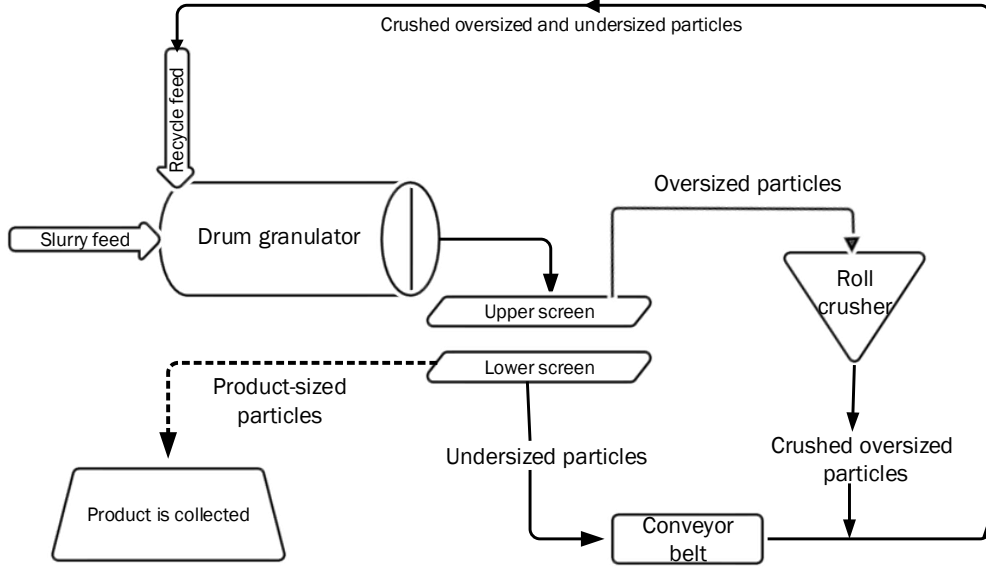 Crushed oversized and undersized particles
Recycle feed
Oversized particles
Slurry feed
Drum granulator
Roll
crusher
Upper screen
Lower screen
Product-sized
particles
Undersized particles
Crushed oversized
particles
Product is collected
Conveyor
belt